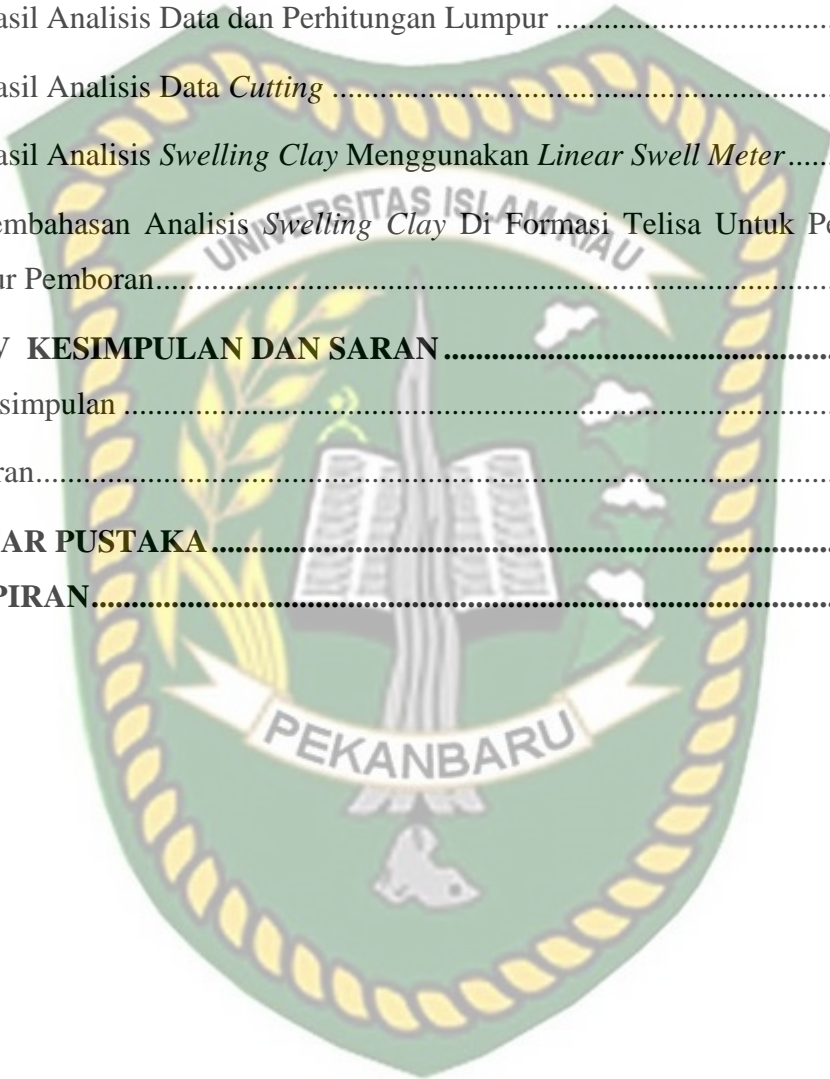 asil Analisis Data dan Perhitungan Lumpur ....................................
asil Analisis Data Cutting ....................................................................
asil Analisis Swelling Clay Menggunakan Linear Swell Meter.......
UNIVERSITAS ISLAM RIAU
embahasan Analisis Swelling Clay Di Formasi Telisa Untuk Pe
ur Pemboran.............................................................................................
V KESIMPULAN DAN SARAN ......................................................
simpulan ..................................................................................................
ran..............................................................................................................
AR PUSTAKA.........................................................................................
PIRAN.........................................................................................................
PEKANBARU